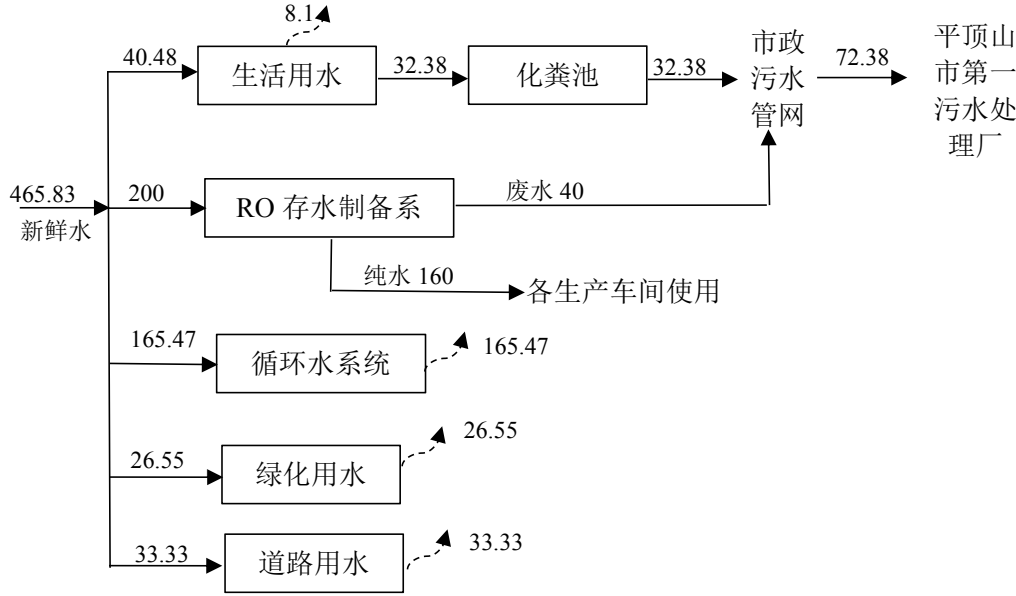 8.1
40.48
生活用水
32.38
化粪池
32.38
市政
污水
管网
72.38
平顶山
市第一
污水处
理厂
465.83
新鲜水
200
RO 存水制备系
废水 40
纯水 160
各生产车间使用
165.47
循环水系统
165.47
26.55
绿化用水
26.55
33.33
道路用水
33.33